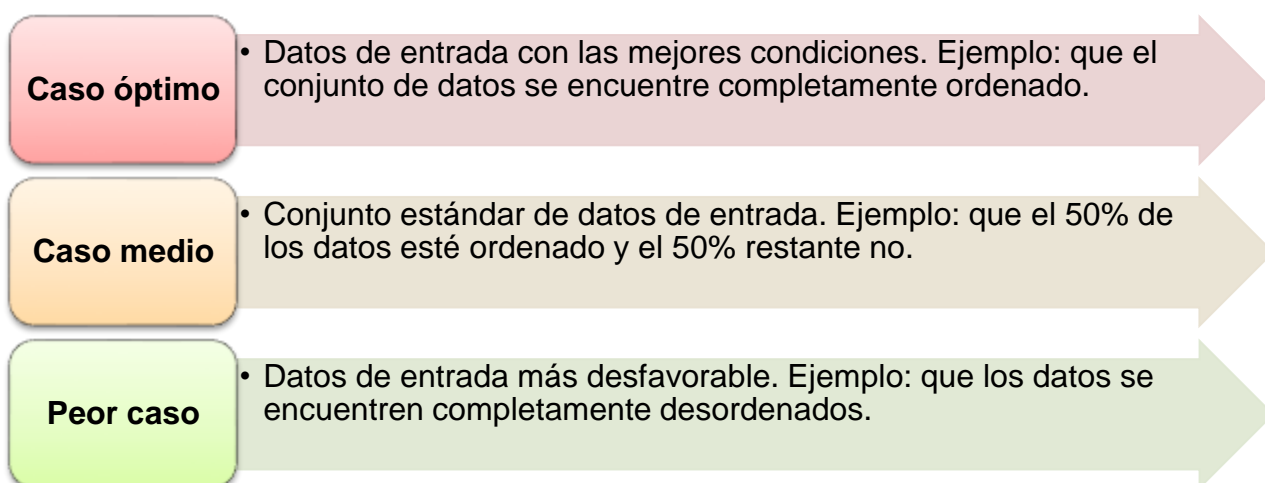 Caso óptimo
• Datos de entrada con las mejores condiciones. Ejemplo: que el
conjunto de datos se encuentre completamente ordenado.
Caso medio
• Conjunto estándar de datos de entrada. Ejemplo: que el 50% de
los datos esté ordenado y el 50% restante no.
Peor caso
• Datos de entrada más desfavorable. Ejemplo: que los datos se
encuentren completamente desordenados.